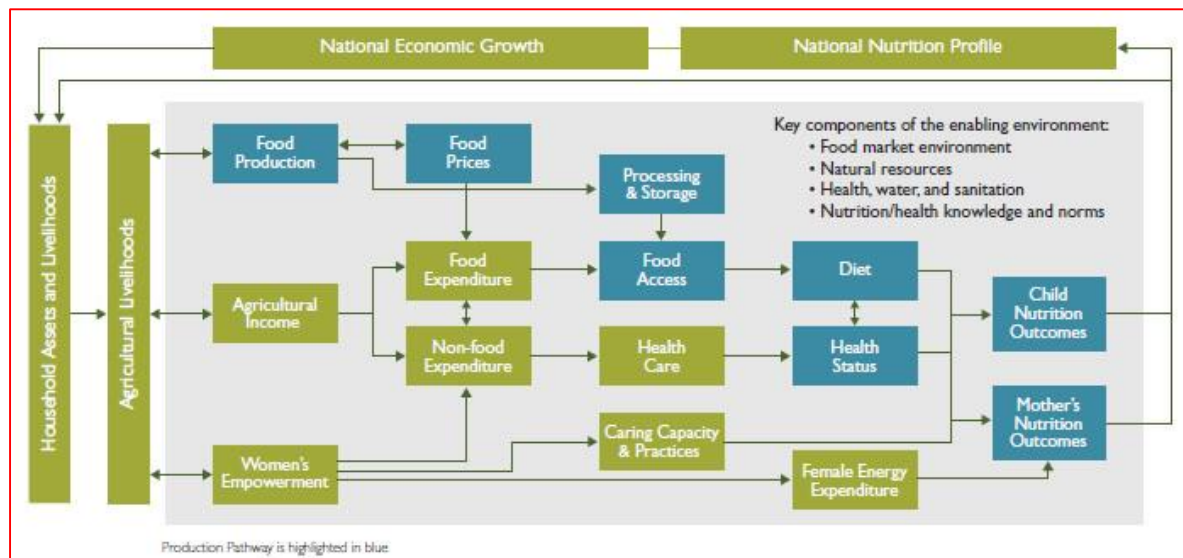 National Economic Growth
National Nutrition Profile
Household Assets and Livelihoods
Agricultural Livelihoods
Food
Production
Food
Prices
Processing
& Storage
Key components of the enabling environment:
• Food market environment
• Natural resources
• Health, water, and sanitation
• Nutrition/health knowledge and norms
Agricultural
Income
Food
Expenditure
Food
Access
Diet
Child
Nutrition
Outcomes
Non-food
Expenditure
Health
Care
Health
Status
Women's
Empowerment
Caring Capacity
& Practices
Female Energy
Expenditure
Mother's
Nutrition
Outcomes
Production Pathway is highlighted in blue